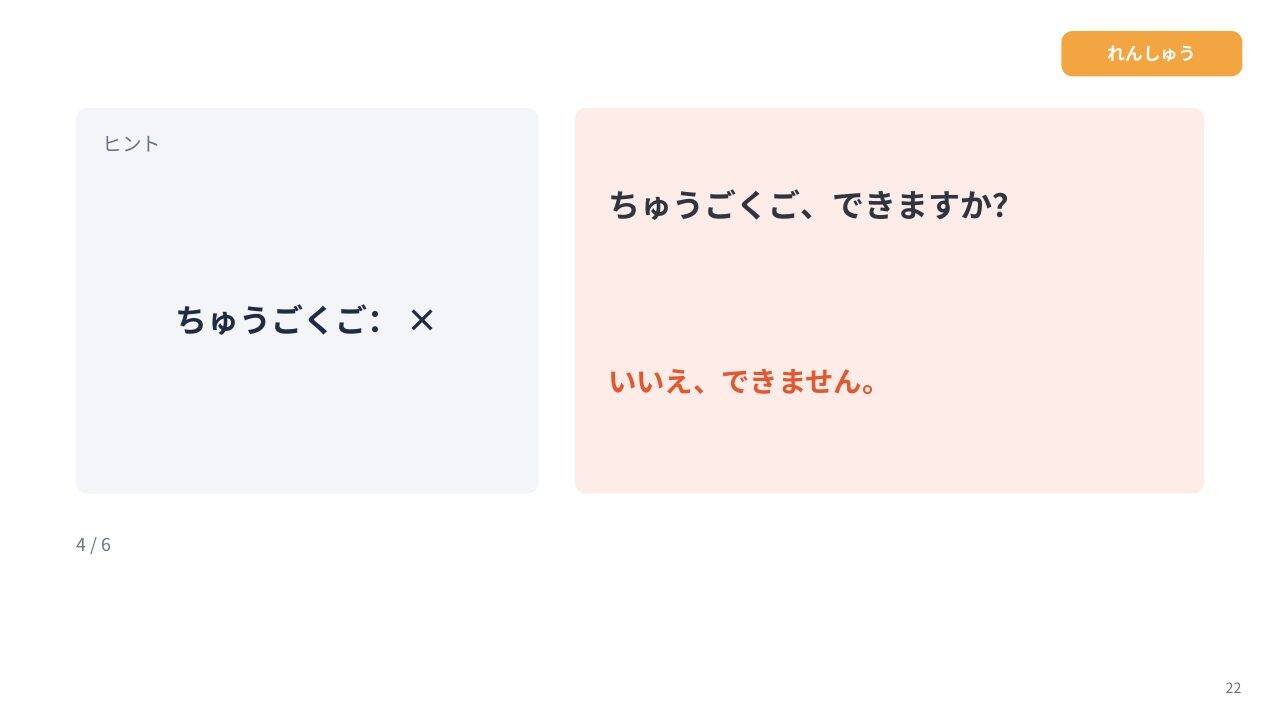 れんしゅう
ヒント
ちゅうごくご： ×
ちゅうごくご、できますか？
いいえ、できません。
4 / 6
22